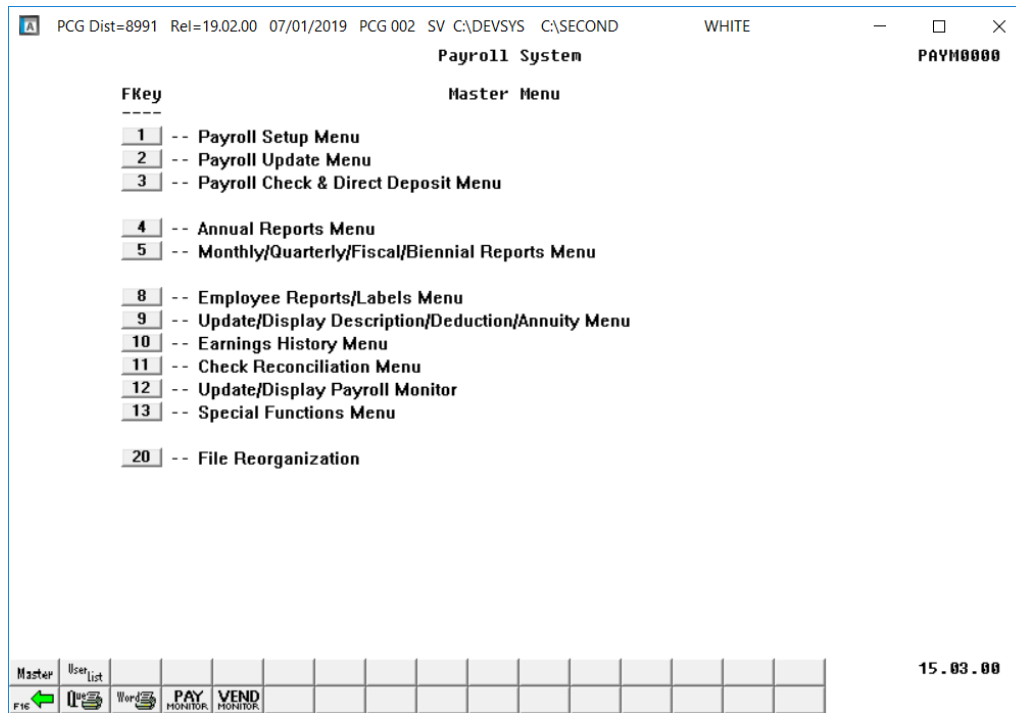 A PCG Dist=8991 Rel=19.02.00 07/01/2019 PCG 002 SV C:\DEVSYS C:\SECOND WHITE
Payroll System PAYM0000
FKey Master Menu
----
1 -- Payroll Setup Menu
2 -- Payroll Update Menu
3 -- Payroll Check & Direct Deposit Menu
4 -- Annual Reports Menu
5 -- Monthly/Quarterly/Fiscal/Biennial Reports Menu
8 -- Employee Reports/Labels Menu
9 -- Update/Display Description/Deduction/Annuity Menu
10 -- Earnings History Menu
11 -- Check Reconciliation Menu
12 -- Update/Display Payroll Monitor
13 -- Special Functions Menu
20 -- File Reorganization
Master User List 15.03.00
F16 Que Word PAY MONITOR VEND MONITOR